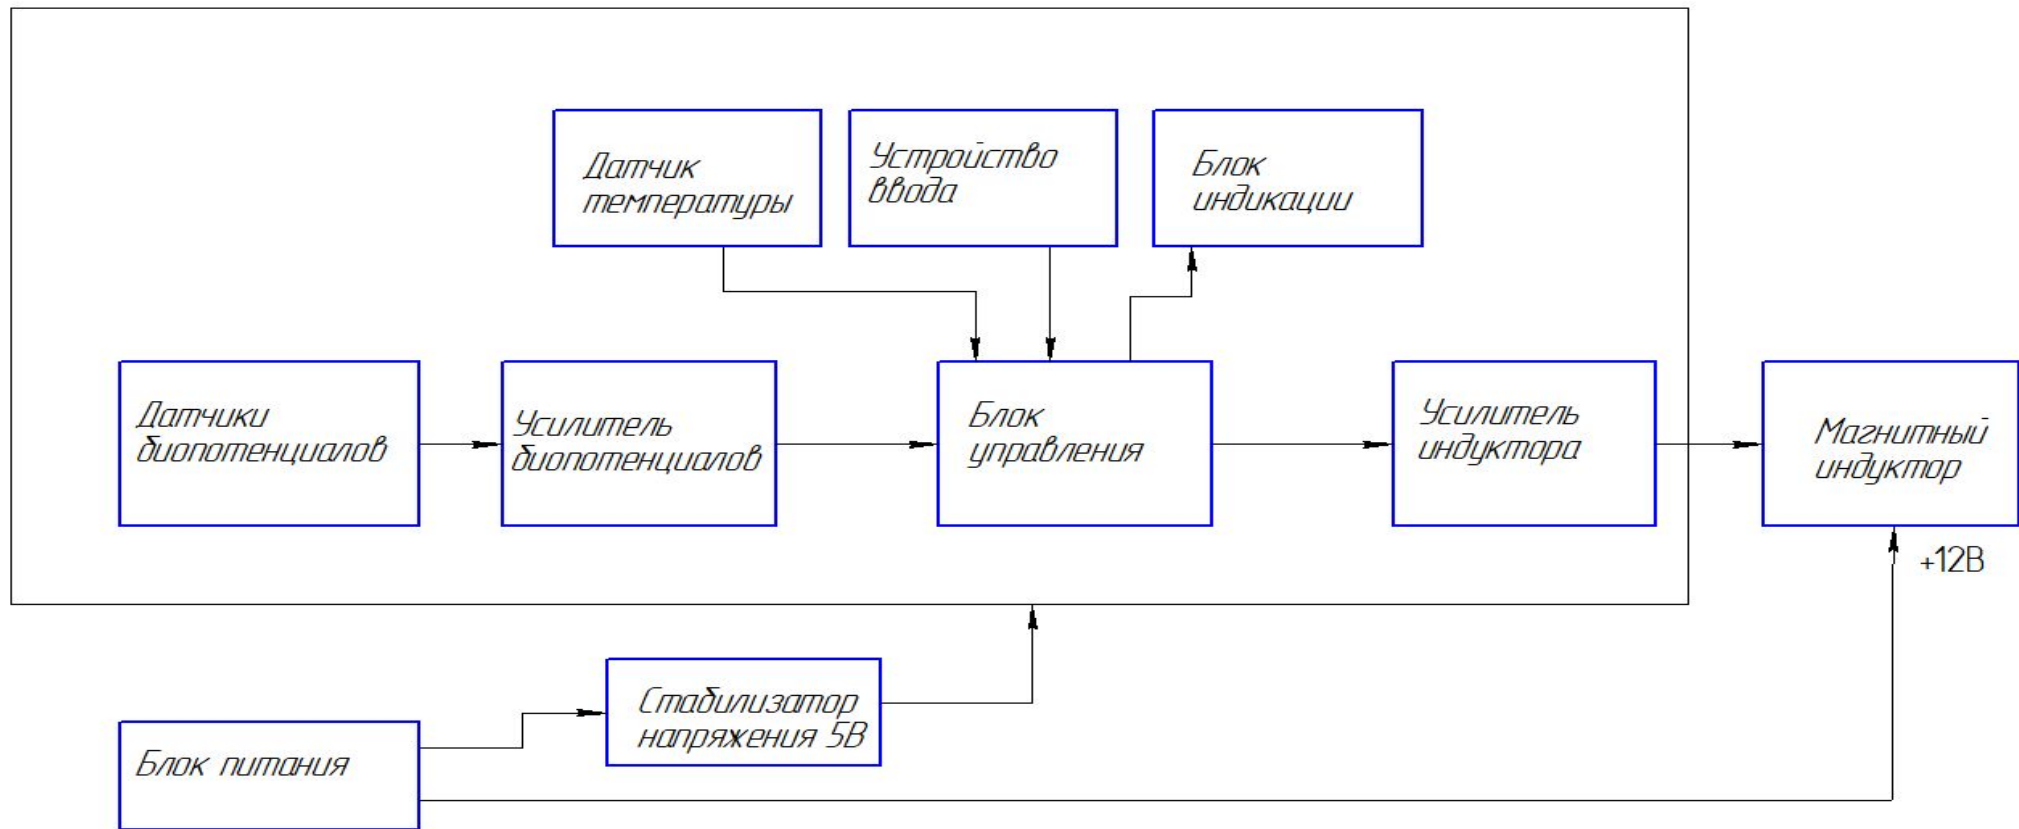 Датчик
температуры
Устройство
ввода
Блок
индикации
Датчики
биопотенциалов
Усилитель
биопотенциалов
Блок
управления
Усилитель
индуктора
Магнитный
индуктор
+12В
Стабилизатор
напряжения 5В
Блок питания